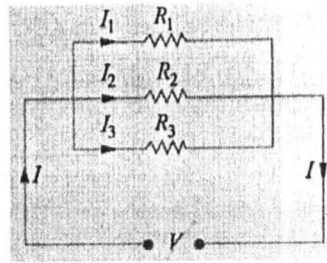 I₁ R₁
I₂ R₂
I₃ R₃
I I
V